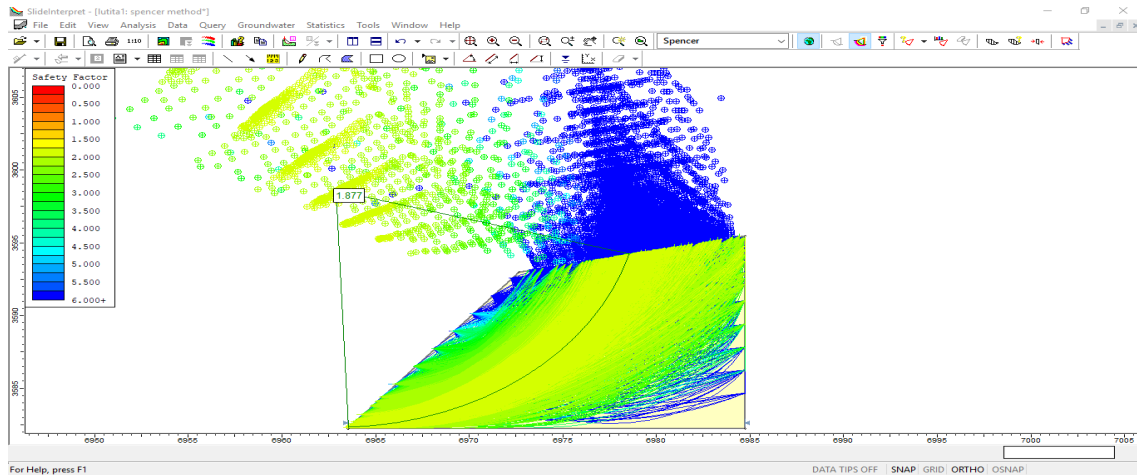 SlideInterpret - [lutita1: spencer method*]
File Edit View Analysis Data Query Groundwater Statistics Tools Window Help
1:10
Spencer
Safety Factor
0.000
0.500
1.000
1.500
2.000
2.500
3.000
3.500
4.000
4.500
5.000
5.500
6.000+
1.877
3605
3600
3595
3590
3585
6950 6955 6960 6965 6970 6975 6980 6985 6990 6995 7000 7005
For Help, press F1
DATA TIPS OFF SNAP GRID ORTHO OSNAP